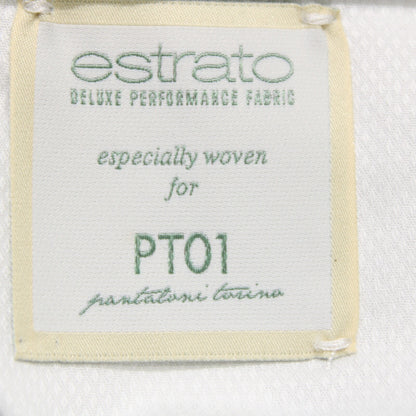 estrato
DELUXE PERFORMANCE FABRIC
especially woven
for
PT01
pantaloni torino